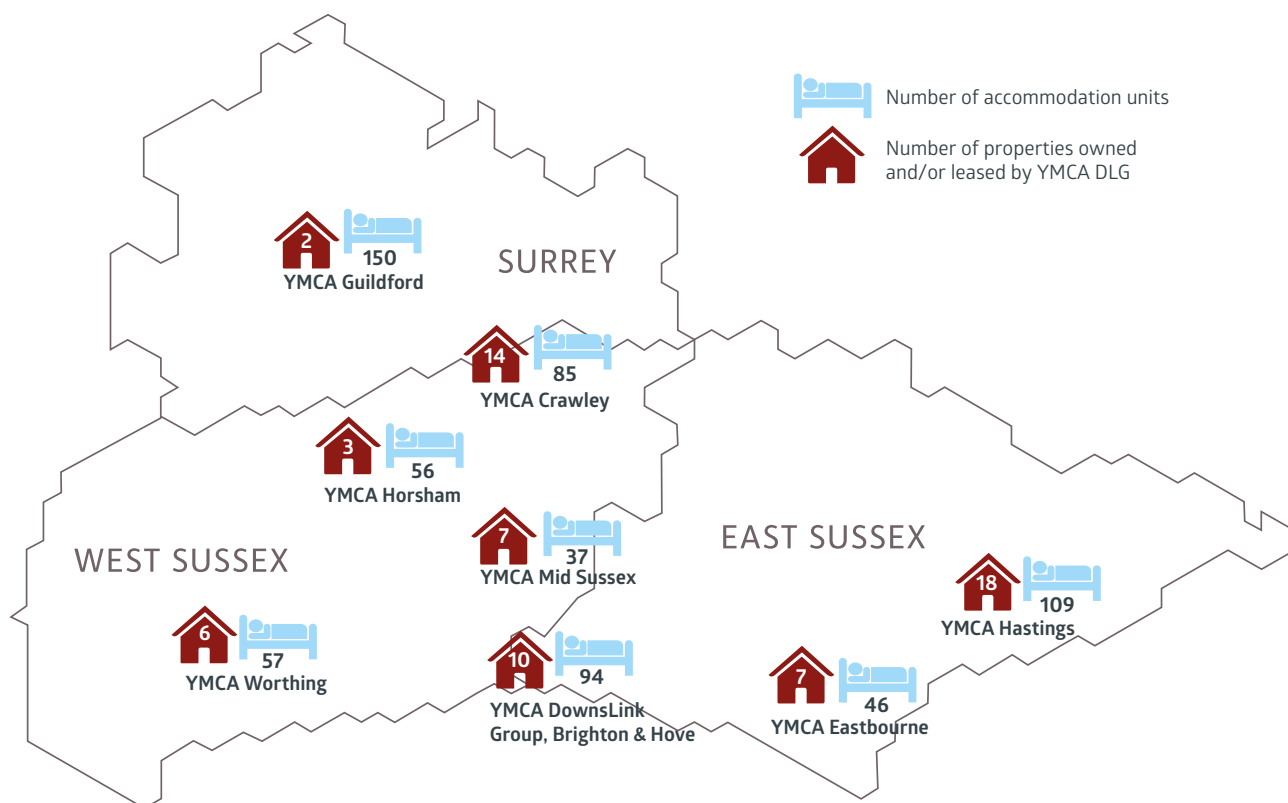 Number of accommodation units
Number of properties owned
and/or leased by YMCA DLG
2
150
YMCA Guildford
SURREY
14
85
YMCA Crawley
3
56
YMCA Horsham
7
37
YMCA Mid Sussex
WEST SUSSEX
EAST SUSSEX
18
109
YMCA Hastings
6
57
YMCA Worthing
10
94
YMCA DownsLink
Group, Brighton & Hove
7
46
YMCA Eastbourne